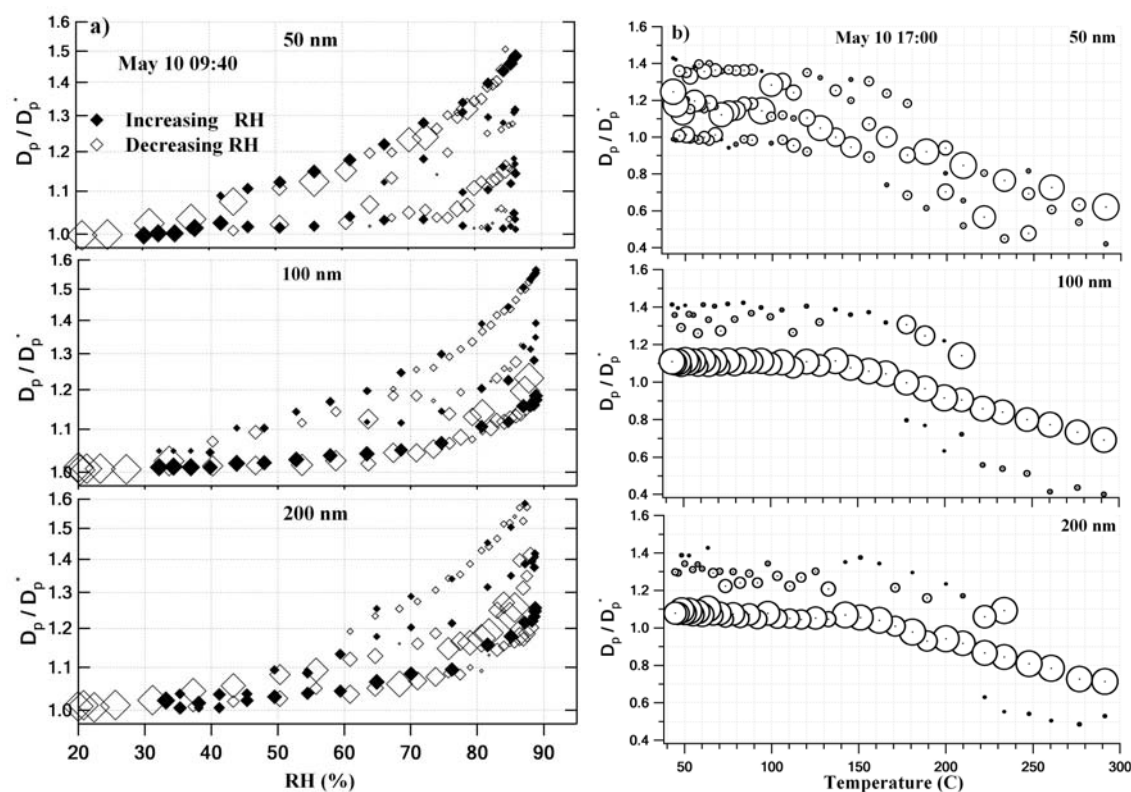 a)
50 nm
May 10 09:40
Increasing RH
Decreasing RH
D_p / D_p*
1.6
1.5
1.4
1.3
1.2
1.1
1.0
100 nm
D_p / D_p*
1.6
1.5
1.4
1.3
1.2
1.1
1.0
200 nm
D_p / D_p*
1.6
1.5
1.4
1.3
1.2
1.1
1.0
20 30 40 50 60 70 80 90
RH (%)
b)
May 10 17:00
50 nm
D_p / D_p*
1.6
1.4
1.2
1.0
0.8
0.6
0.4
100 nm
D_p / D_p*
1.6
1.4
1.2
1.0
0.8
0.6
0.4
200 nm
D_p / D_p*
1.6
1.4
1.2
1.0
0.8
0.6
0.4
50 100 150 200 250 300
Temperature (C)